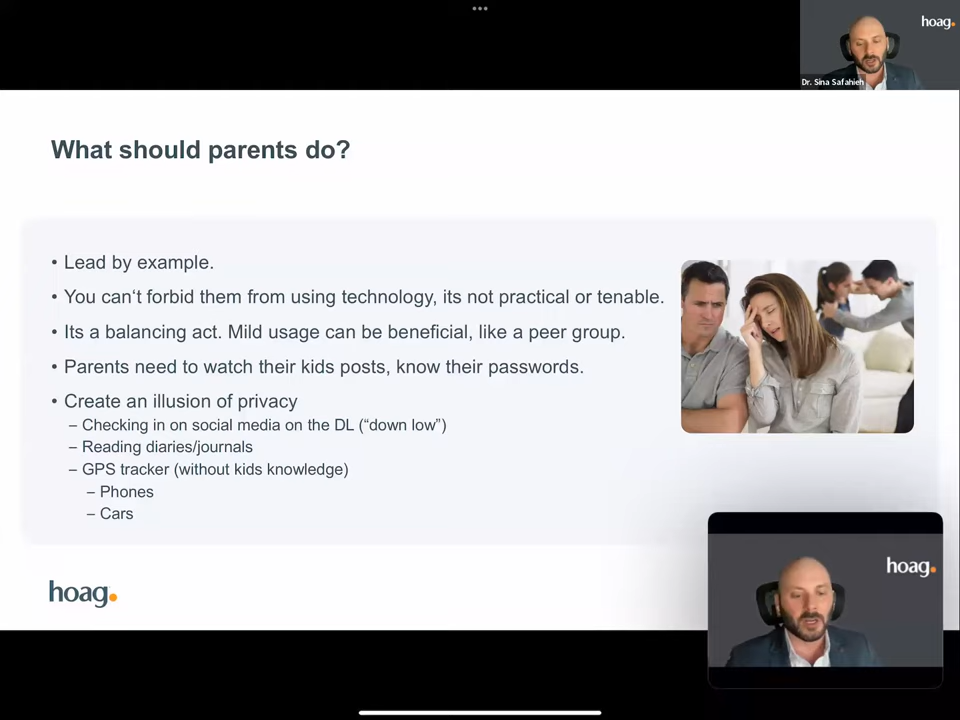 hoag.
Dr. Sina Safahieh
What should parents do?
• Lead by example.
• You can‘t forbid them from using technology, its not practical or tenable.
• Its a balancing act. Mild usage can be beneficial, like a peer group.
• Parents need to watch their kids posts, know their passwords.
• Create an illusion of privacy
– Checking in on social media on the DL (“down low”)
– Reading diaries/journals
– GPS tracker (without kids knowledge)
– Phones
– Cars
hoag.
hoag.